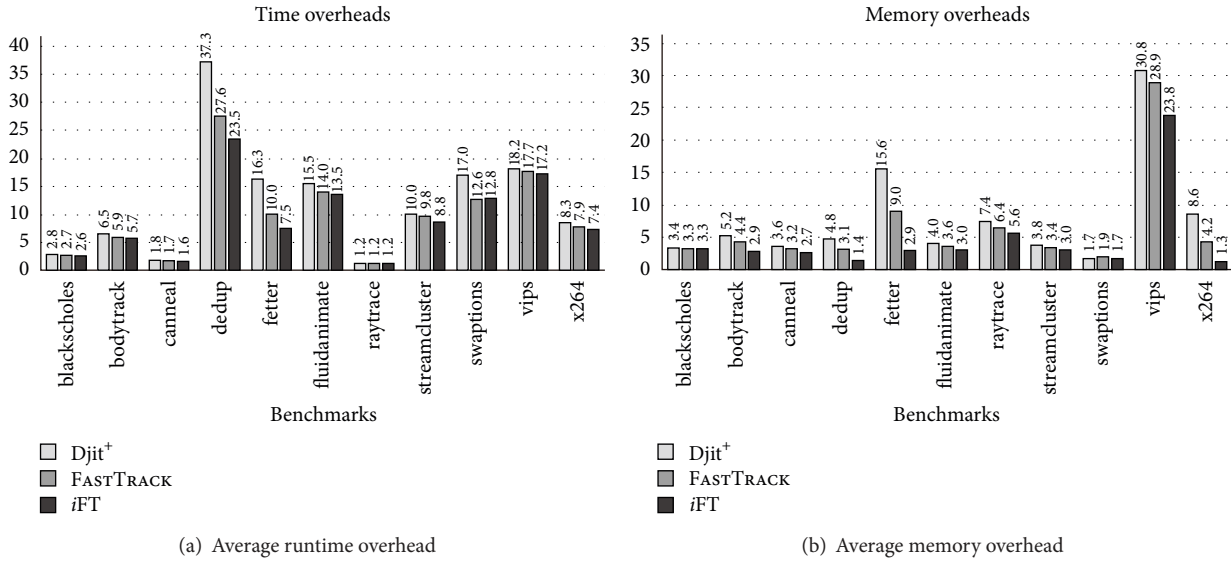 Time overheads
40
35
30
25
20
15
10
5
0
2.8 2.7 2.6
6.5 5.9 5.7
1.8 1.7 1.6
37.3 27.6 23.5
16.3 10.0 7.5
15.5 14.0 13.5
1.2 1.2 1.2
10.0 9.8 8.8
17.0 12.6 12.8
18.2 17.7 17.2
8.3 7.9 7.4
blackscholes
bodytrack
canneal
dedup
fetter
fluidanimate
raytrace
streamcluster
swaptions
vips
x264
Benchmarks
Djit+
FASTTRACK
iFT
(a) Average runtime overhead
Memory overheads
35
30
25
20
15
10
5
0
3.4 3.3 3.3
5.2 4.4 2.9
3.6 3.2 2.7
4.8 3.1 1.4
15.6 9.0 2.9
4.0 3.6 3.0
7.4 6.4 5.6
3.8 3.4 3.0
1.7 1.9 1.7
30.8 28.9 23.8
8.6 4.2 1.3
blackscholes
bodytrack
canneal
dedup
fetter
fluidanimate
raytrace
streamcluster
swaptions
vips
x264
Benchmarks
Djit+
FASTTRACK
iFT
(b) Average memory overhead